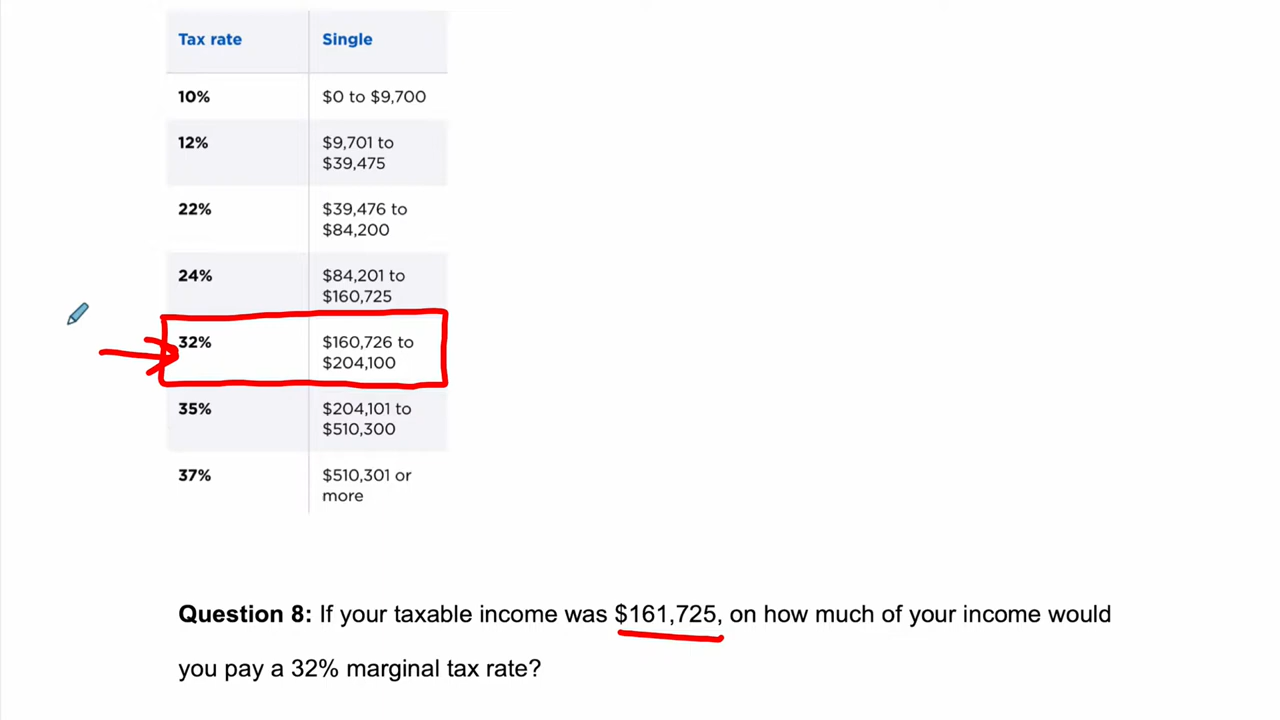 Tax rate Single
10% $0 to $9,700
12% $9,701 to
$39,475
22% $39,476 to
$84,200
24% $84,201 to
$160,725
32% $160,726 to
$204,100
35% $204,101 to
$510,300
37% $510,301 or
more
Question 8: If your taxable income was $161,725, on how much of your income would
you pay a 32% marginal tax rate?